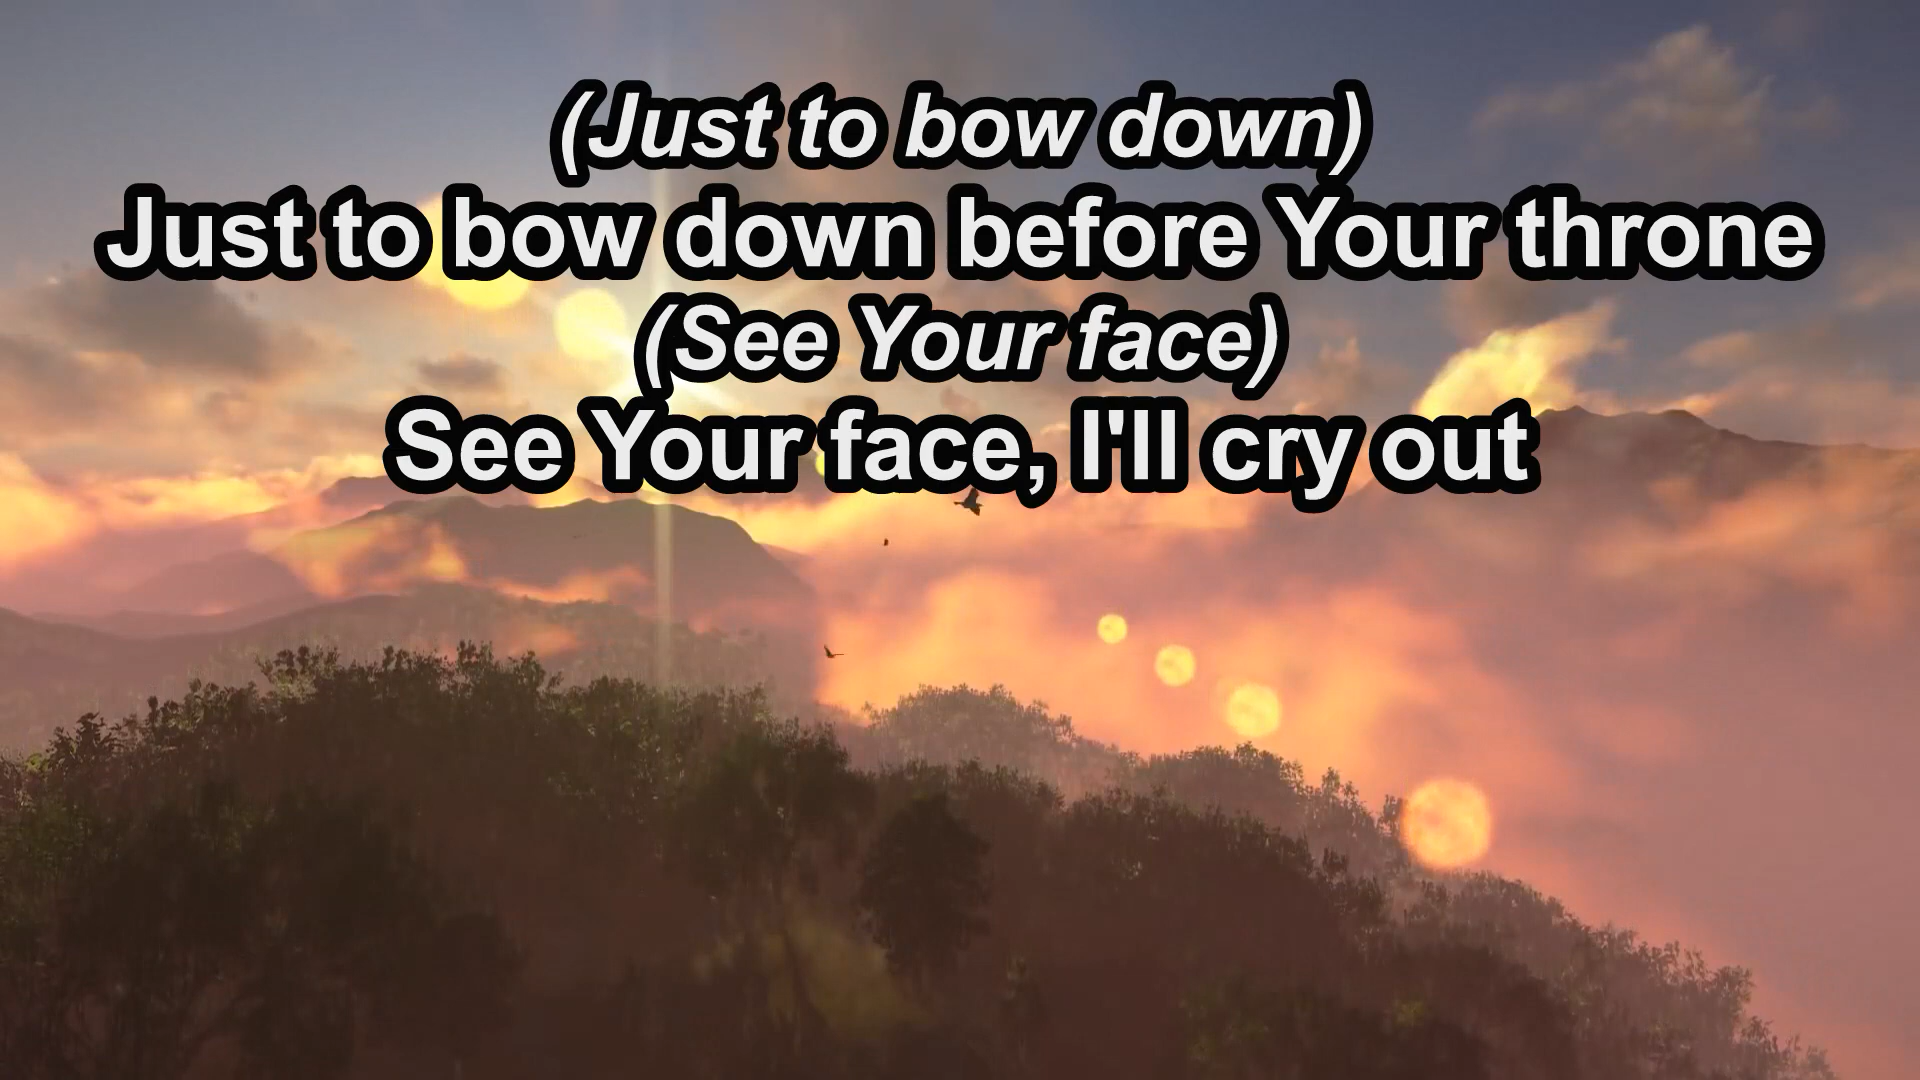 (Just to bow down)
Just to bow down before Your throne
(See Your face)
See Your face, I'll cry out